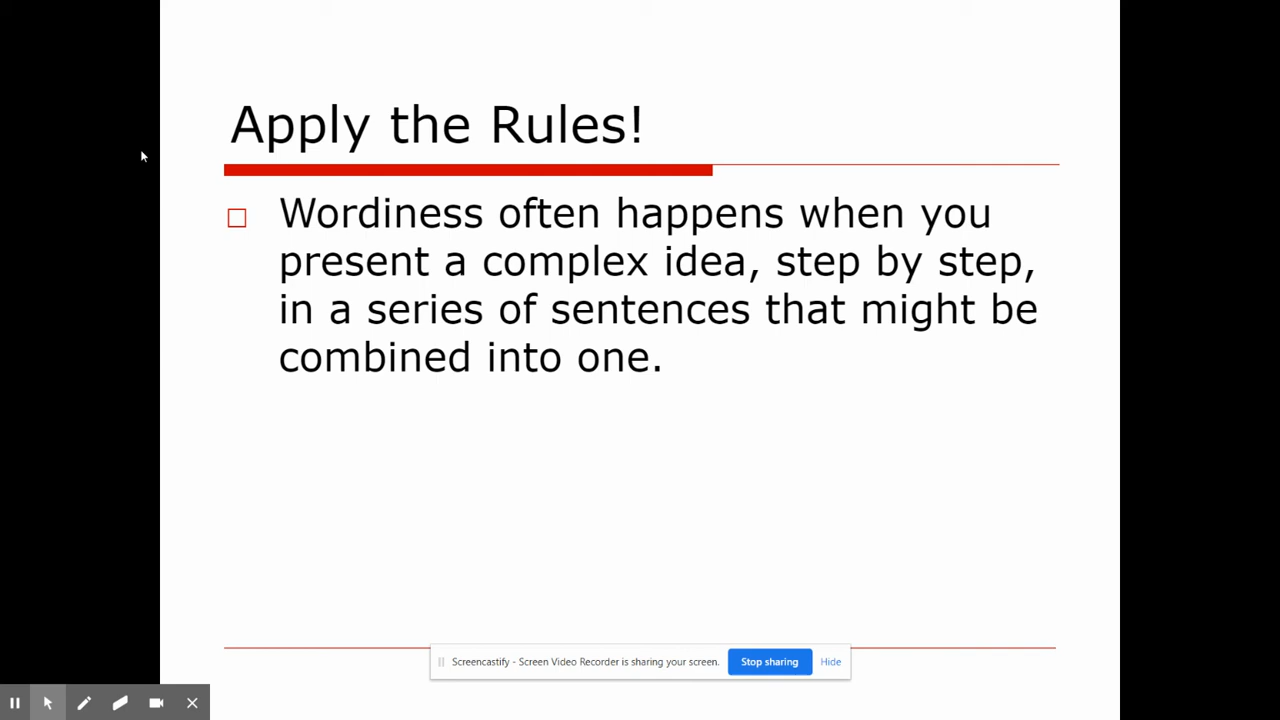 Apply the Rules!
Wordiness often happens when you
present a complex idea, step by step,
in a series of sentences that might be
combined into one.
Screencastify - Screen Video Recorder is sharing your screen. Stop sharing Hide